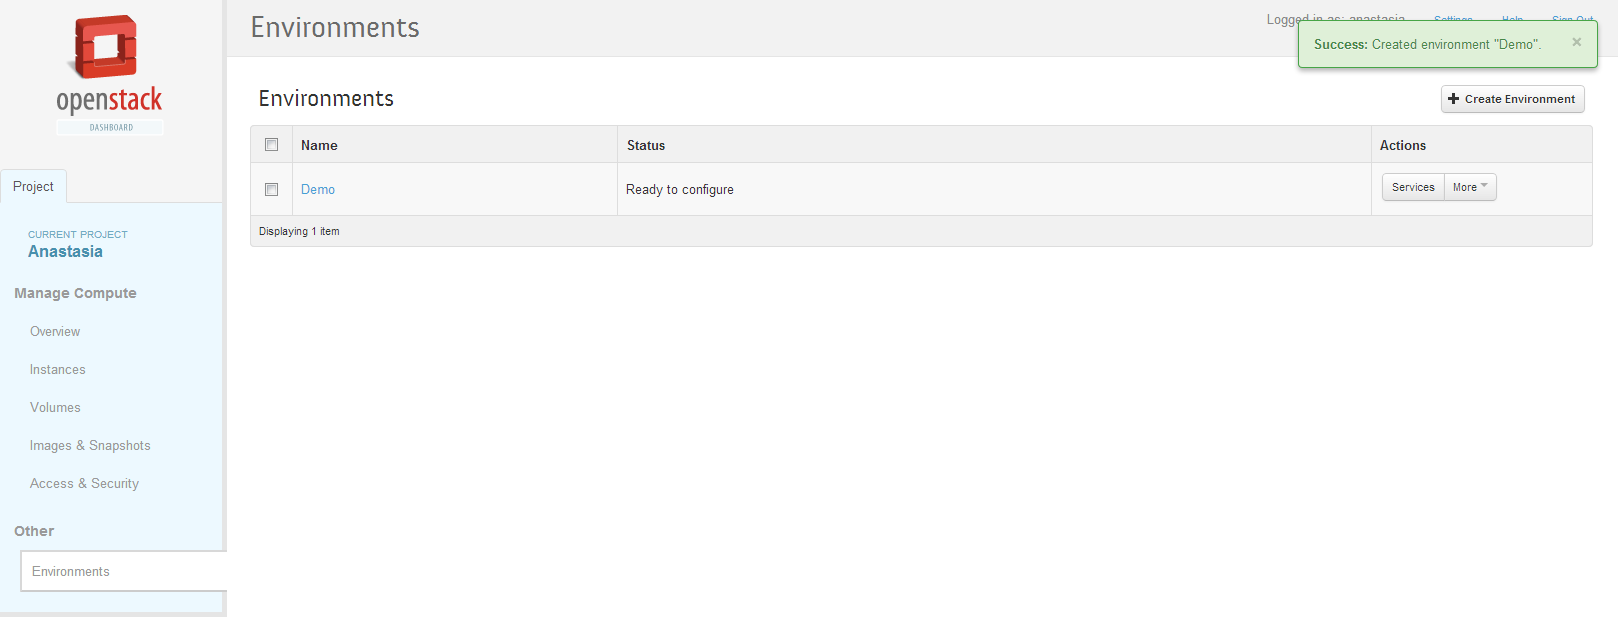 openstack
DASHBOARD
Project
CURRENT PROJECT
Anastasia
Manage Compute
Overview
Instances
Volumes
Images & Snapshots
Access & Security
Other
Environments
Environments
Logged in as: anastasia Settings Help Sign Out
Success: Created environment "Demo". ×
Environments
Create Environment
Name Status Actions
Demo Ready to configure Services More
Displaying 1 item